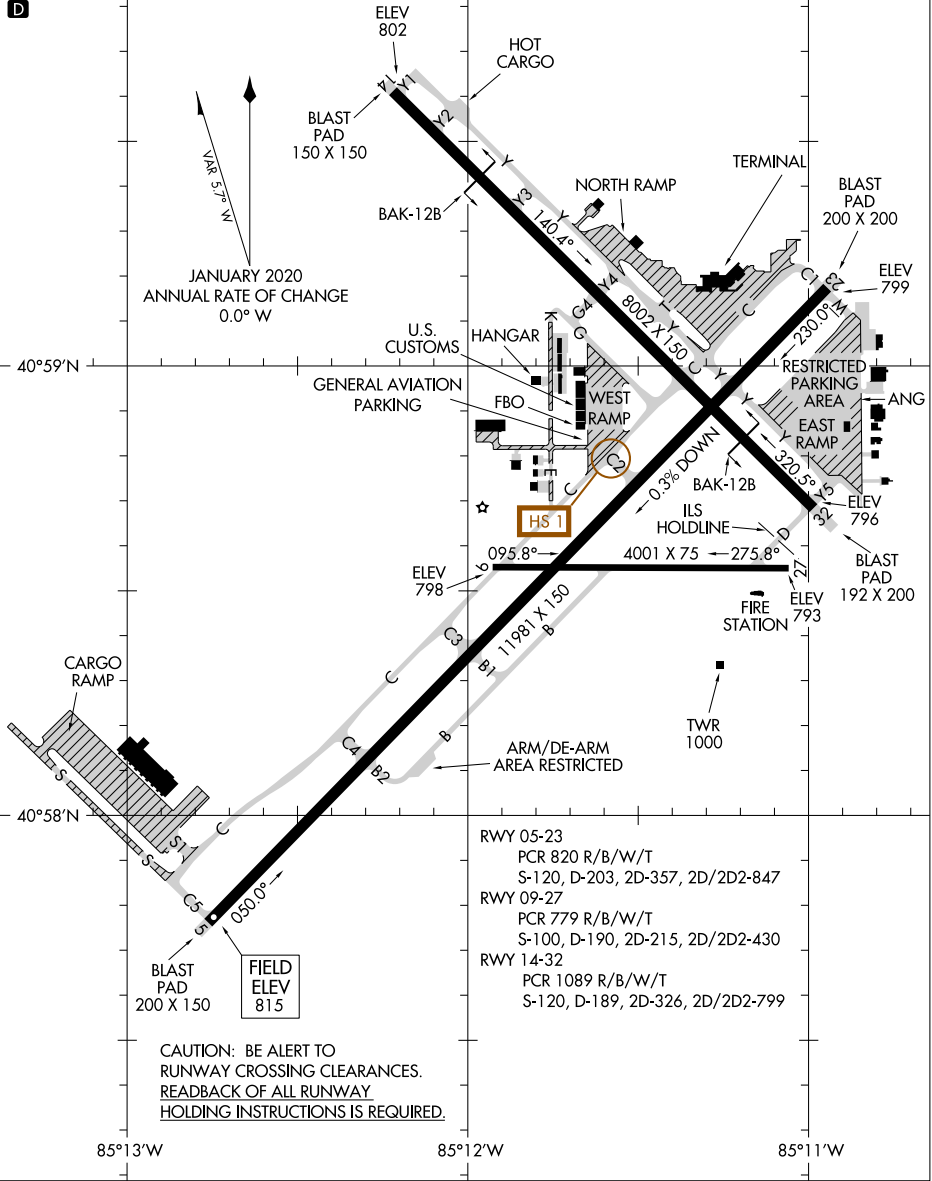 D
ELEV
802
HOT
CARGO
14
Y1
BLAST
PAD
150 X 150
Y2
VAR 5.7° W
Y
TERMINAL
NORTH RAMP
BLAST
PAD
200 X 200
BAK-12B
Y3
Y
140.4°
JANUARY 2020
ANNUAL RATE OF CHANGE
0.0° W
C1
23
ELEV
799
W
Y4
G4
8002 X 150
T
Y
C
230.0°
K
G
U.S.
CUSTOMS
HANGAR
40°59'N
C
Y
RESTRICTED
PARKING
AREA
ANG
GENERAL AVIATION
PARKING
FBO
WEST
RAMP
Y
EAST
RAMP
C2
E
C
0.3% DOWN
BAK-12B
Y
320.5°
Y5
ELEV
796
HS 1
ILS
HOLDLINE
D
32
095.8°
4001 X 75
275.8°
ELEV
798
9
27
BLAST
PAD
192 X 200
FIRE
STATION
ELEV
793
11981 X 150
B
C3
B1
CARGO
RAMP
C
TWR
1000
C4
B
B2
ARM/DE-ARM
AREA RESTRICTED
S
40°58'N
C
S1
S
C5
050.0°
5
BLAST
PAD
200 X 150
FIELD
ELEV
815
RWY 05-23
PCR 820 R/B/W/T
S-120, D-203, 2D-357, 2D/2D2-847
RWY 09-27
PCR 779 R/B/W/T
S-100, D-190, 2D-215, 2D/2D2-430
RWY 14-32
PCR 1089 R/B/W/T
S-120, D-189, 2D-326, 2D/2D2-799
CAUTION: BE ALERT TO
RUNWAY CROSSING CLEARANCES.
READBACK OF ALL RUNWAY
HOLDING INSTRUCTIONS IS REQUIRED.
85°13'W
85°12'W
85°11'W